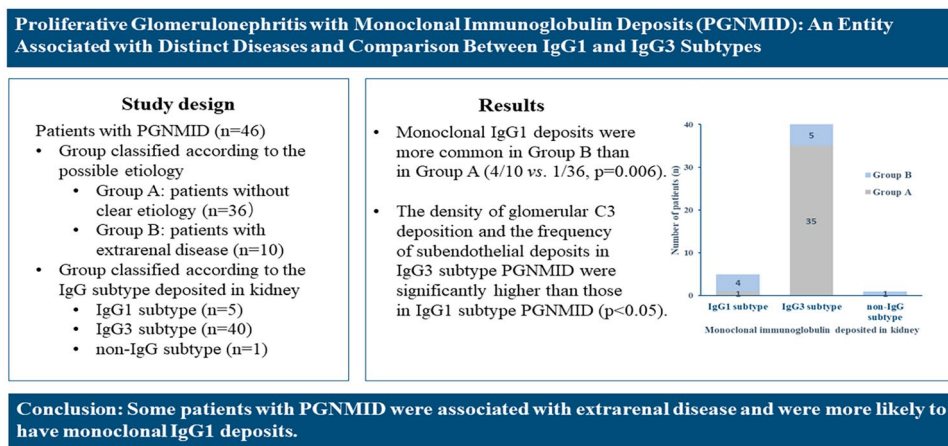 Proliferative Glomerulonephritis with Monoclonal Immunoglobulin Deposits (PGNMID): An Entity
Associated with Distinct Diseases and Comparison Between IgG1 and IgG3 Subtypes
Study design
Patients with PGNMID (n=46)
• Group classified according to the
possible etiology
• Group A: patients without
clear etiology (n=36)
• Group B: patients with
extrarenal disease (n=10)
• Group classified according to the
IgG subtype deposited in kidney
• IgG1 subtype (n=5)
• IgG3 subtype (n=40)
• non-IgG subtype (n=1)
Results
• Monoclonal IgG1 deposits were
more common in Group B than
in Group A (4/10 vs. 1/36, p=0.006).
• The density of glomerular C3
deposition and the frequency
of subendothelial deposits in
IgG3 subtype PGNMID were
significantly higher than those
in IgG1 subtype PGNMID (p<0.05).
Number of patients (n)
40
30
20
10
0
4
1
5
35
1
Group B
Group A
IgG1 subtype
IgG3 subtype
non-IgG
subtype
Monoclonal immunoglobulin deposited in kidney
Conclusion: Some patients with PGNMID were associated with extrarenal disease and were more likely to
have monoclonal IgG1 deposits.